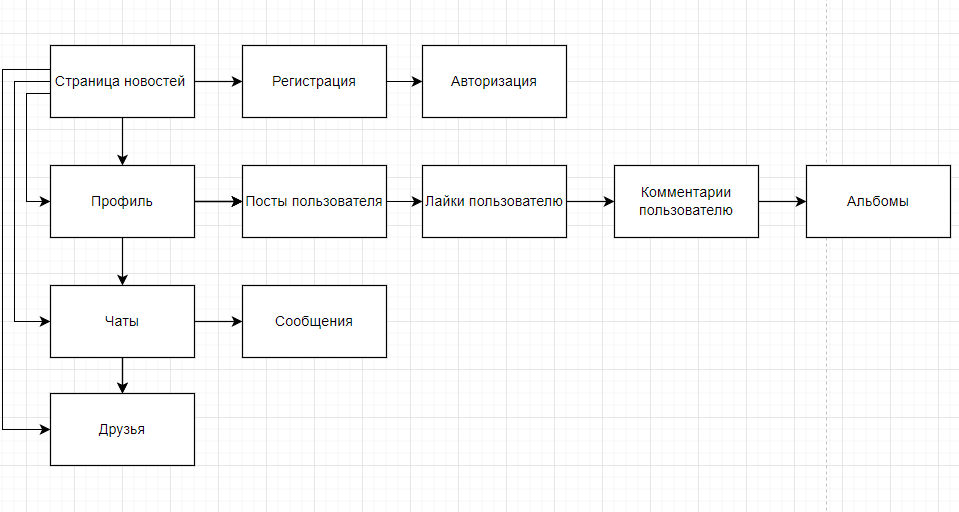 Страница новостей
Регистрация
Авторизация
Профиль
Посты пользователя
Лайки пользователю
Комментарии
пользователю
Альбомы
Чаты
Сообщения
Друзья